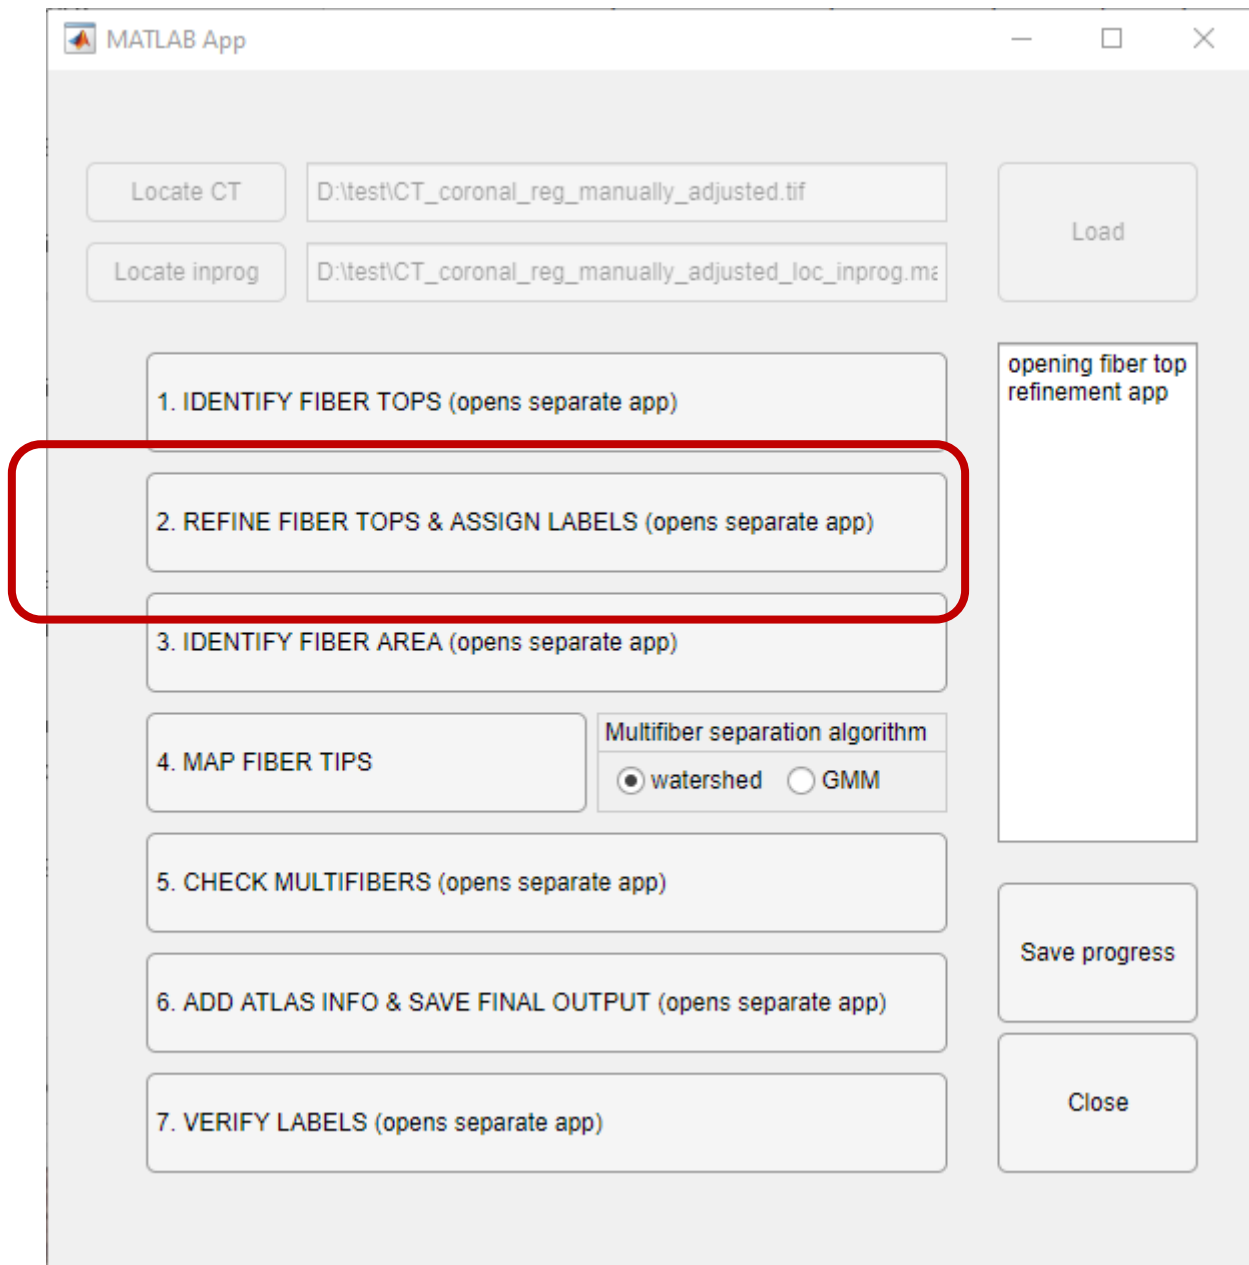 MATLAB App
Locate CT
D:\test\CT_coronal_reg_manually_adjusted.tif
Load
Locate inprog
D:\test\CT_coronal_reg_manually_adjusted_loc_inprog.ma
opening fiber top
refinement app
1. IDENTIFY FIBER TOPS (opens separate app)
2. REFINE FIBER TOPS & ASSIGN LABELS (opens separate app)
3. IDENTIFY FIBER AREA (opens separate app)
4. MAP FIBER TIPS
Multifiber separation algorithm
watershed
GMM
5. CHECK MULTIFIBERS (opens separate app)
6. ADD ATLAS INFO & SAVE FINAL OUTPUT (opens separate app)
7. VERIFY LABELS (opens separate app)
Save progress
Close